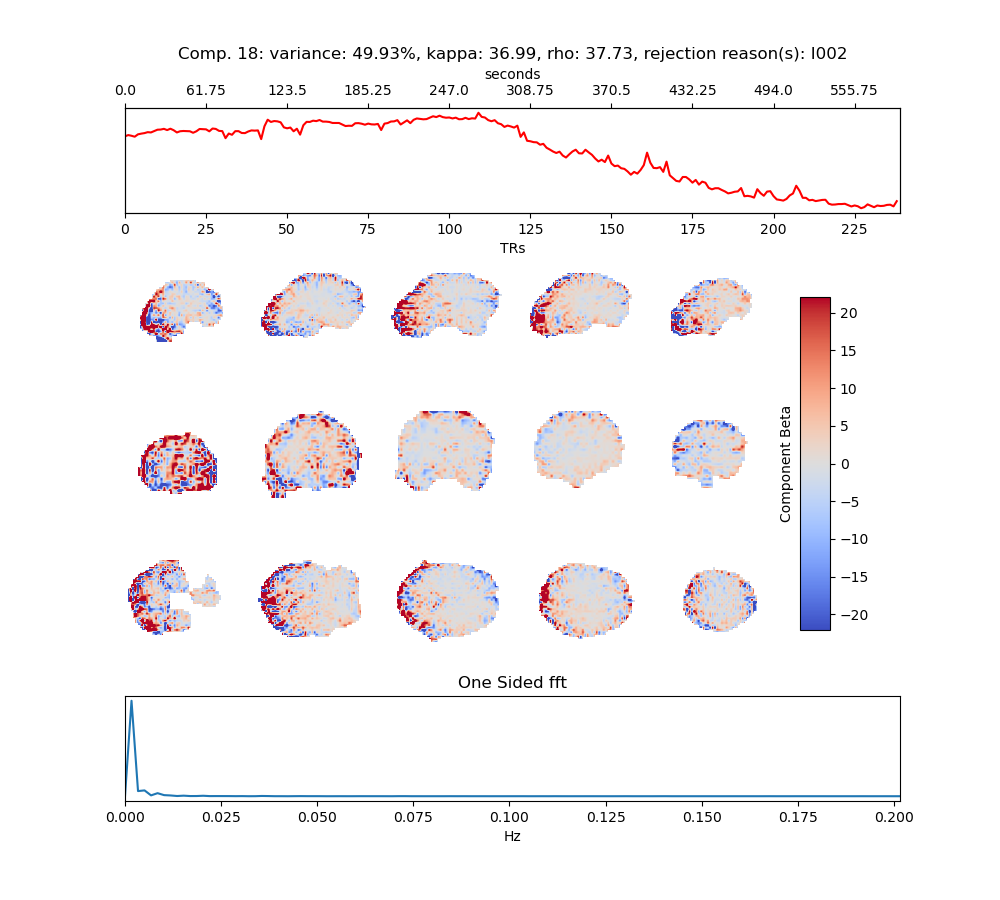 Comp. 18: variance: 49.93%, kappa: 36.99, rho: 37.73, rejection reason(s): I002
seconds
0.0 61.75 123.5 185.25 247.0 308.75 370.5 432.25 494.0 555.75
0 25 50 75 100 125 150 175 200 225
TRs
20
15
10
5
0
−5
−10
−15
−20
Component Beta
One Sided fft
0.000 0.025 0.050 0.075 0.100 0.125 0.150 0.175 0.200
Hz